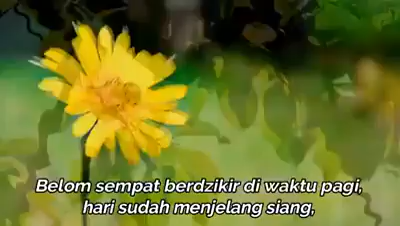 Belom sempat berdzikir di waktu pagi,
hari sudah menjelang siang,